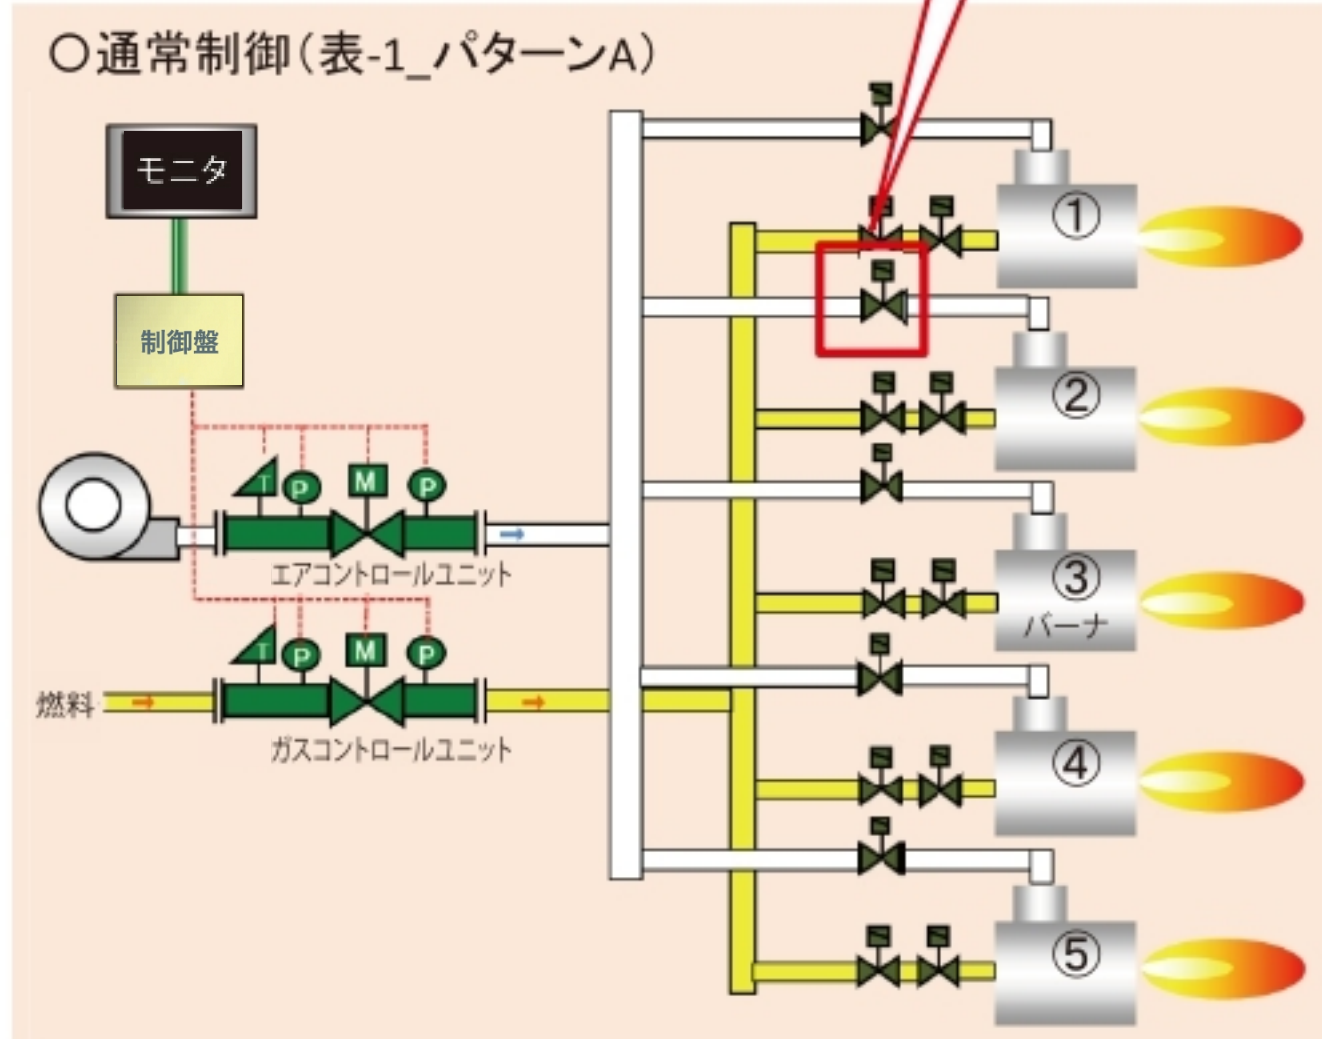 〇通常制御(表-1_パターンA)
モニタ
制御盤
T P M P
エアコントロールユニット
T P M P
燃料
ガスコントロールユニット
①
②
③
バーナ
④
⑤